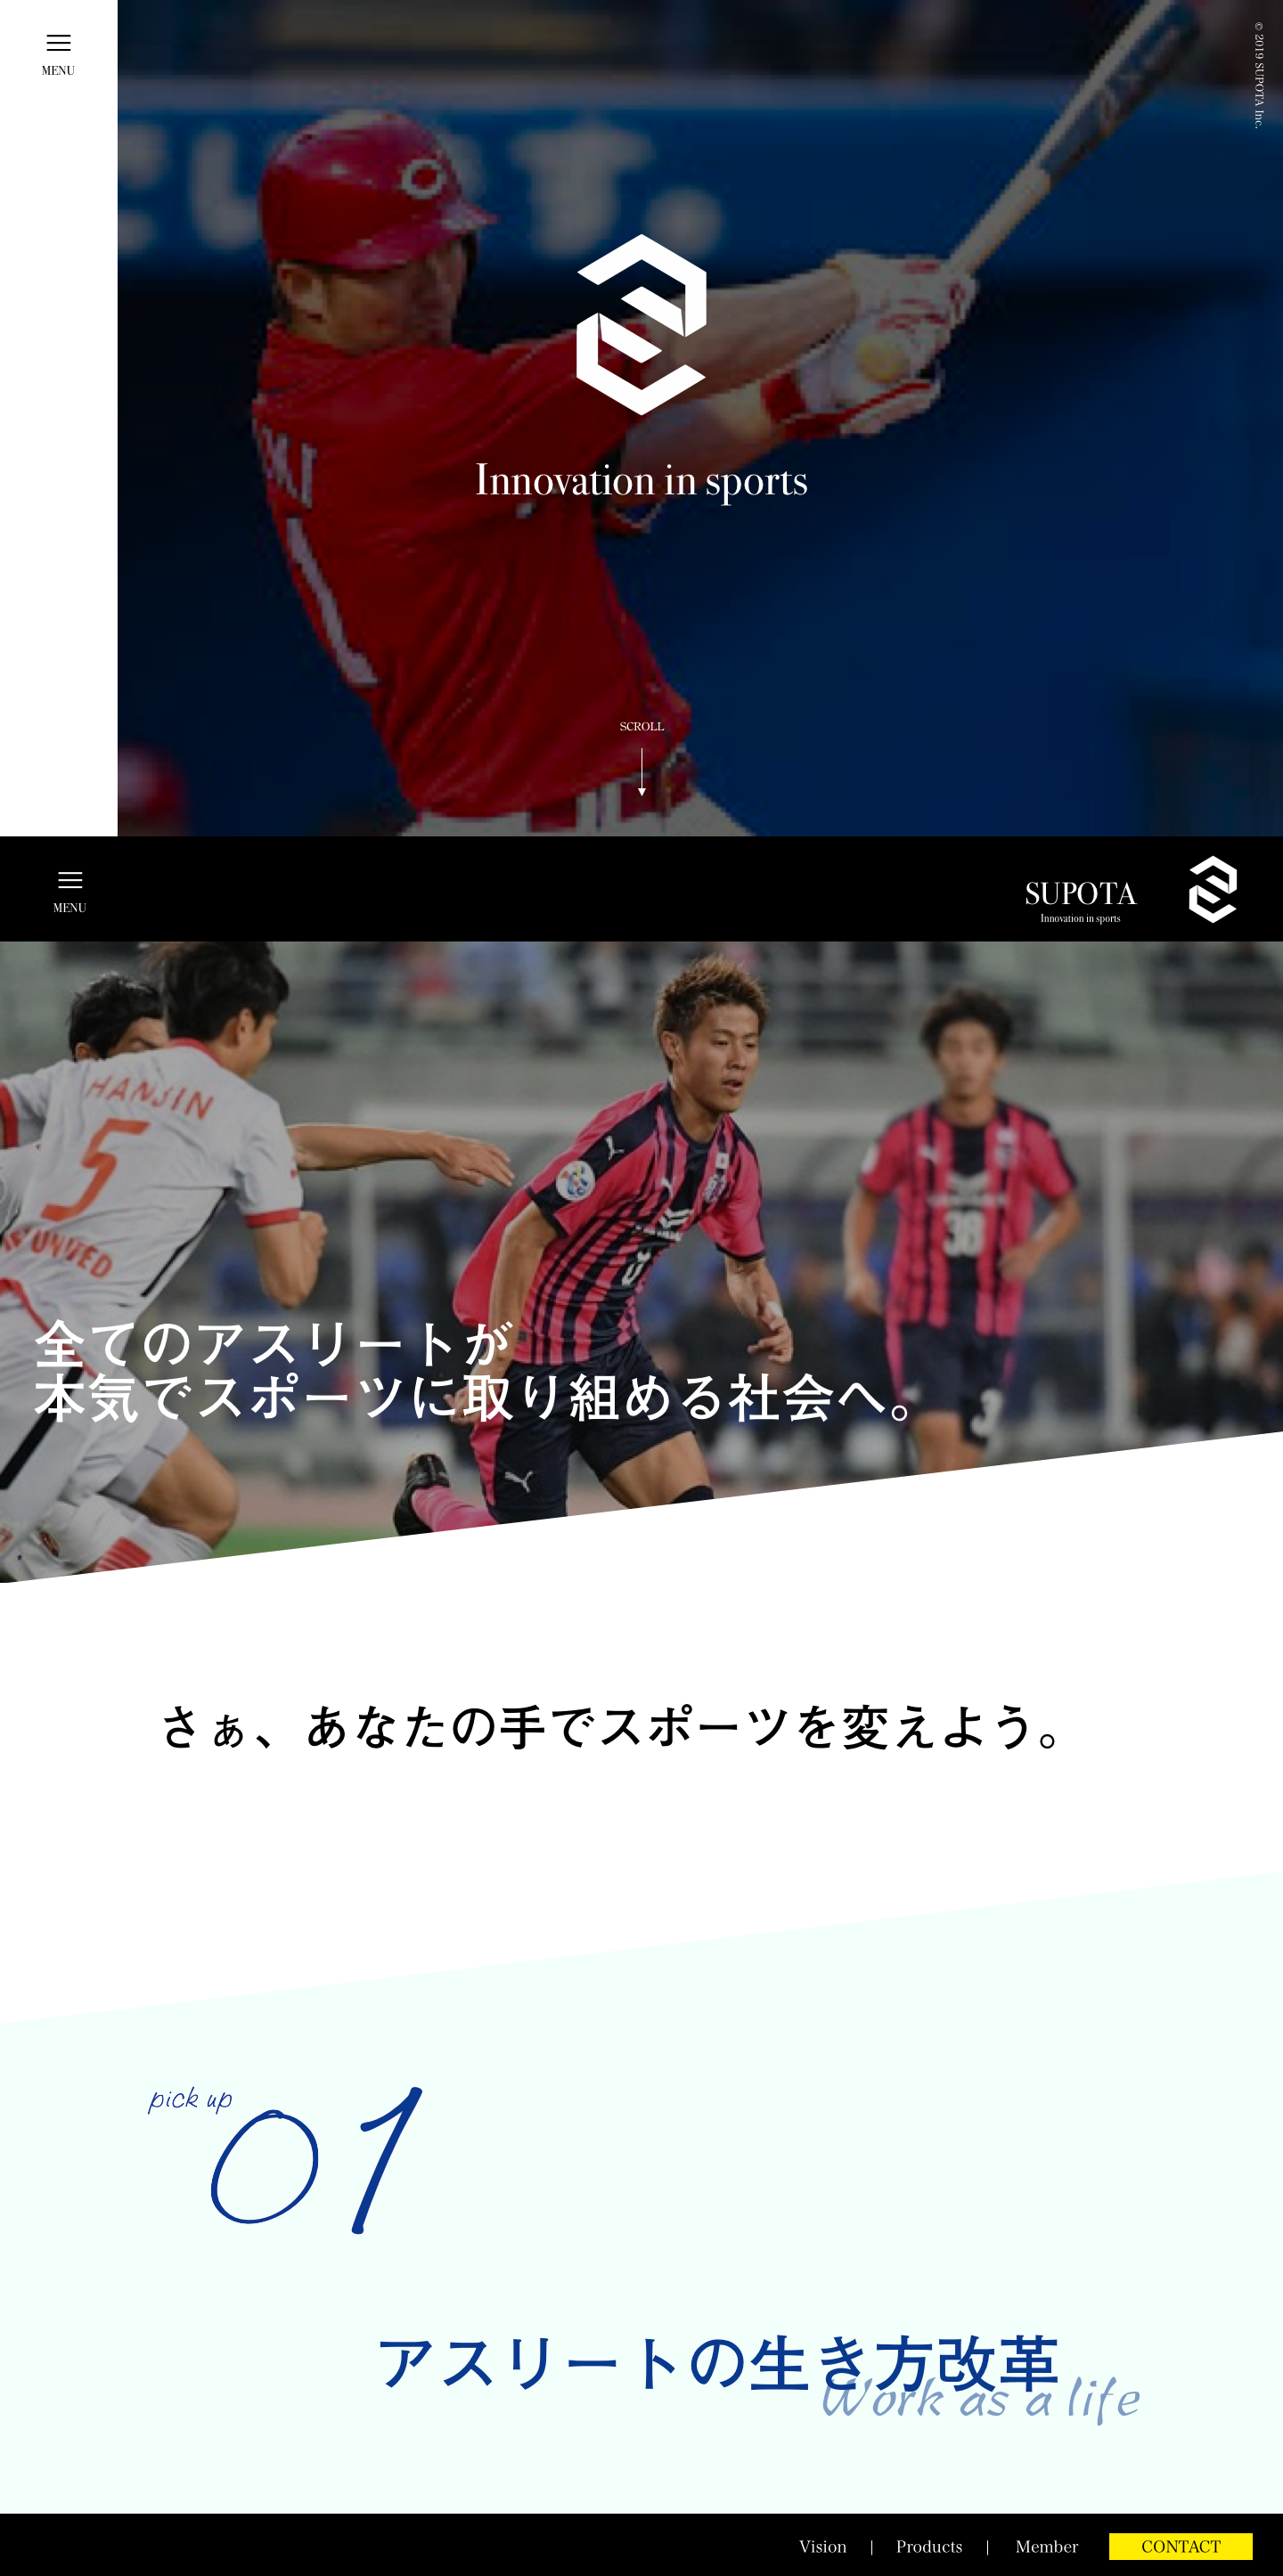 MENU
© 2019 SUPOTA Inc.
Innovation in sports
SCROLL
MENU
SUPOTA
Innovation in sports
HANSIN
5
38
3
全てのアスリートが
本気でスポーツに取り組める社会へ。
さぁ、あなたの手でスポーツを変えよう。
pick up
01
アスリートの生き方改革
Work as a life
Vision | Products | Member CONTACT